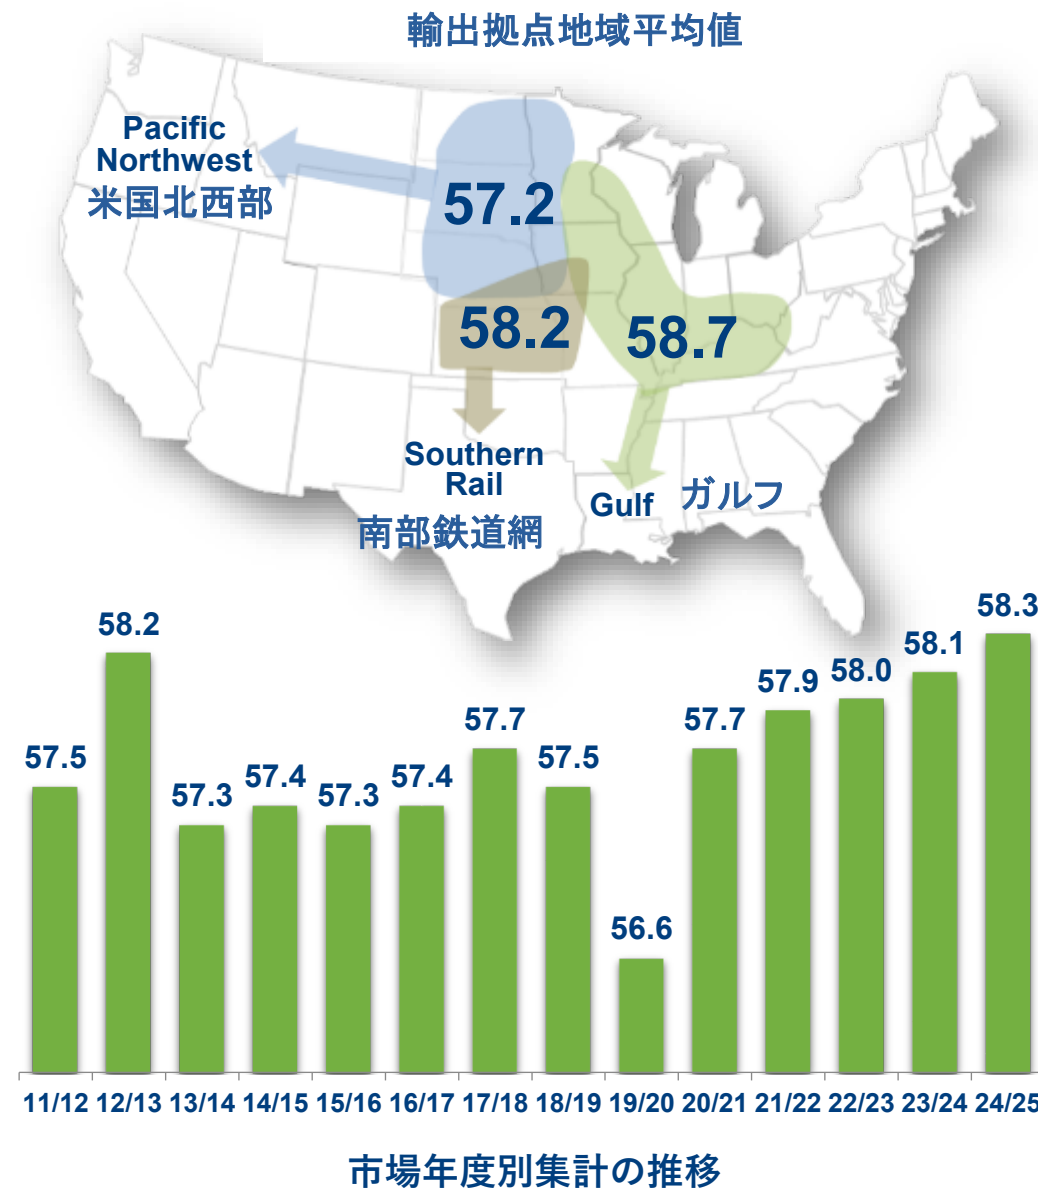 輸出拠点地域平均値
Pacific
Northwest
米国北西部
57.2
58.2
58.7
Southern
Rail
南部鉄道網
Gulf
ガルフ
57.5
58.2
57.3
57.4
57.3
57.4
57.7
57.5
56.6
57.7
57.9
58.0
58.1
58.3
11/12 12/13 13/14 14/15 15/16 16/17 17/18 18/19 19/20 20/21 21/22 22/23 23/24 24/25
市場年度別集計の推移